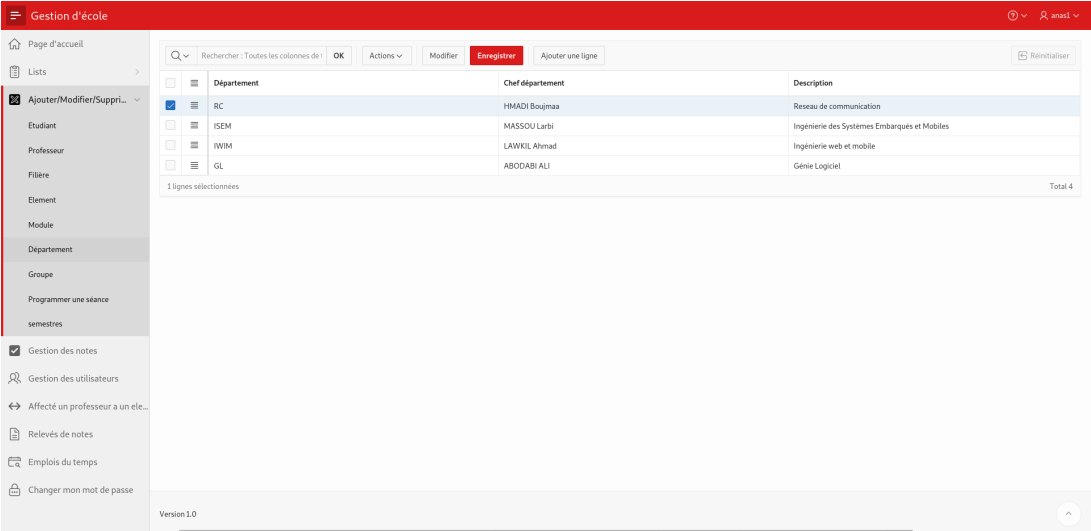 Gestion d'école
anas1
Page d'accueil
Lists
Ajouter/Modifier/Suppri...
Etudiant
Professeur
Filière
Element
Module
Département
Groupe
Programmer une séance
semestres
Gestion des notes
Gestion des utilisateurs
Affecté un professeur a un ele...
Relevés de notes
Emplois du temps
Changer mon mot de passe
Rechercher : Toutes les colonnes de OK Actions Modifier Enregistrer Ajouter une ligne Réinitialiser
Département Chef département Description
RC HMADI Boujmaa Reseau de communication
ISEM MASSOU Larbi Ingénierie des Systèmes Embarqués et Mobiles
IWIM LAWKIL Ahmad Ingénierie web et mobile
GL ABODABI ALI Génie Logiciel
1 lignes sélectionnées Total 4
Version 1.0